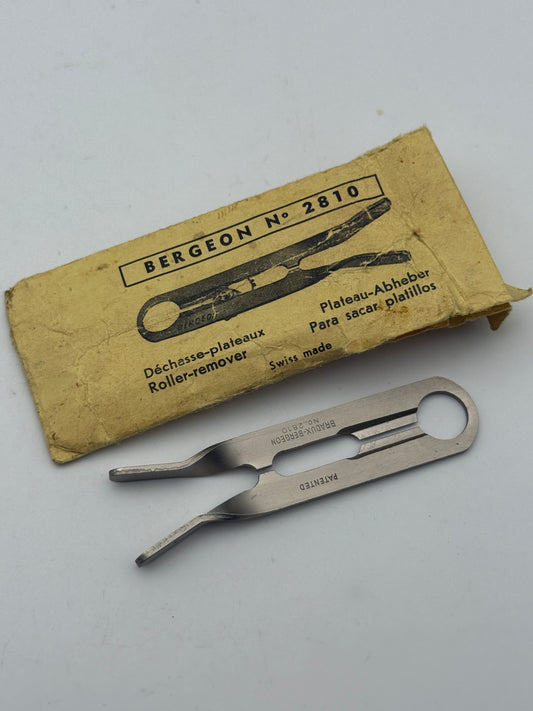 BERGEON Nº 2810
BERGEON
Déchasse-plateaux
Roller-remover
Plateau-Abheber
Para sacar platillos
Swiss made
BRADUX-BERGEON
No. 2810
PATENTED